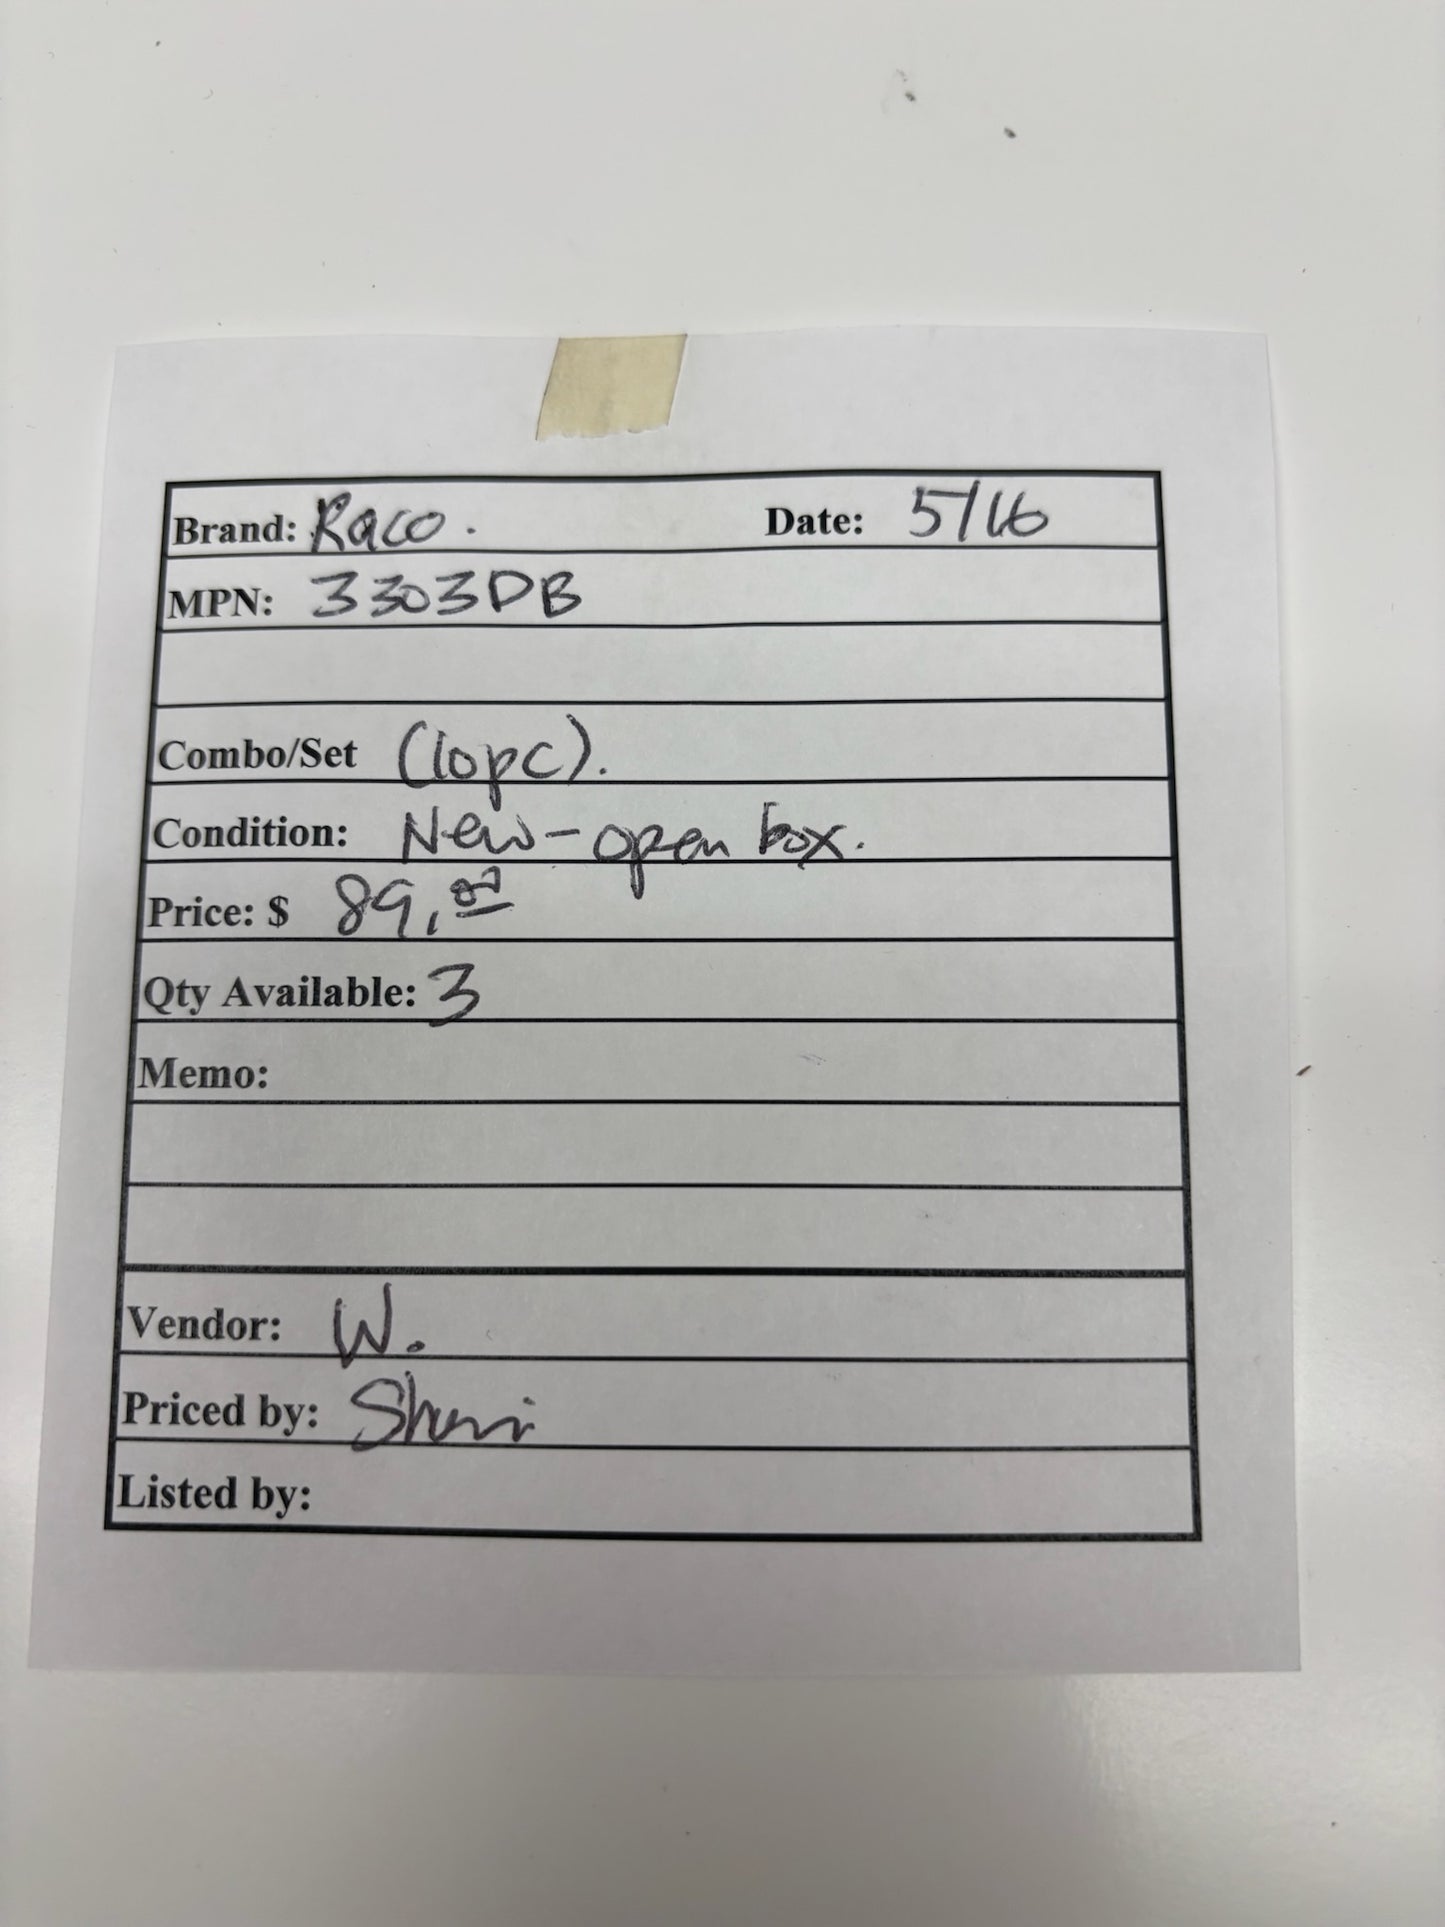 Brand: Raco. Date: 5/16
MPN: 3303DB
Combo/Set (10pc).
Condition: New-open box.
Price: $ 89.00
Qty Available: 3
Memo:
Vendor: W.
Priced by: Sherri
Listed by: